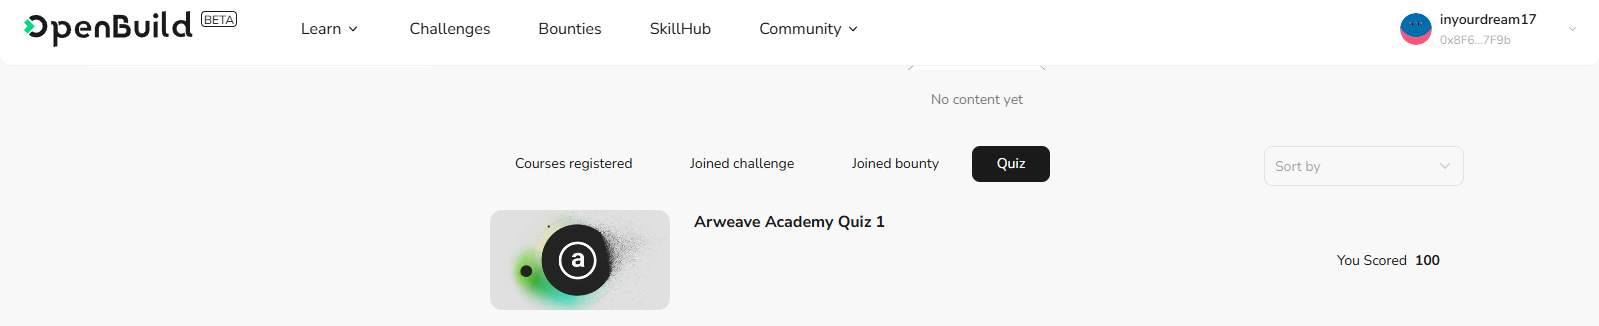 OpenBuild BETA
Learn
Challenges
Bounties
SkillHub
Community
inyourdream17
0x8F6...7F9b
No content yet
Courses registered
Joined challenge
Joined bounty
Quiz
Sort by
a
Arweave Academy Quiz 1
You Scored 100